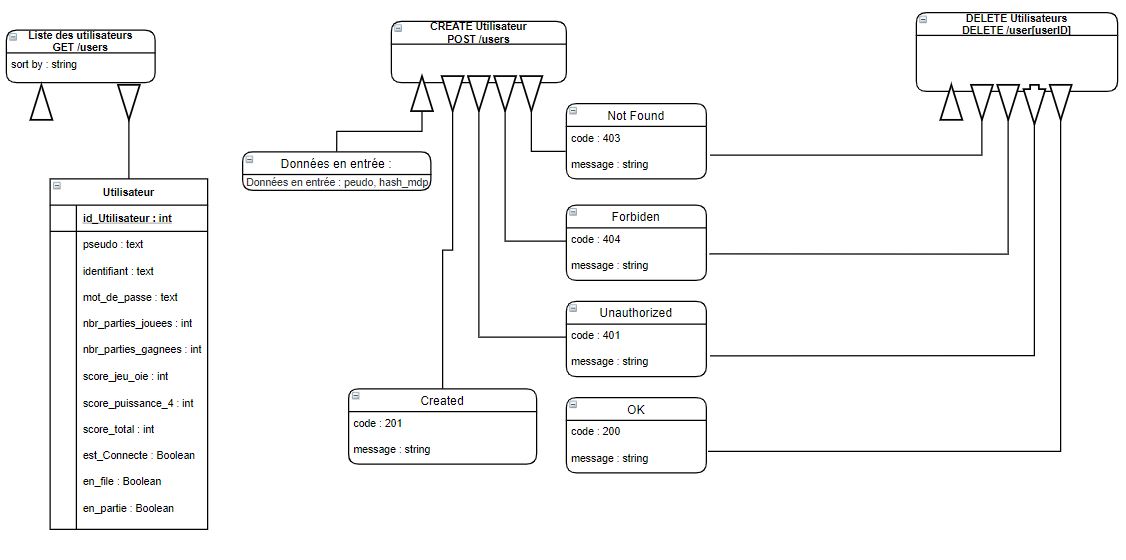 Liste des utilisateurs
GET /users
sort by : string
CREATE Utilisateur
POST /users
DELETE Utilisateurs
DELETE /user[userID]
Données en entrée :
Données en entrée : peudo, hash_mdp
Utilisateur
id_Utilisateur : int
pseudo : text
identifiant : text
mot_de_passe : text
nbr_parties_jouees : int
nbr_parties_gagnees : int
score_jeu_oie : int
score_puissance_4 : int
score_total : int
est_Connecte : Boolean
en_file : Boolean
en_partie : Boolean
Not Found
code : 403
message : string
Forbiden
code : 404
message : string
Unauthorized
code : 401
message : string
Created
code : 201
message : string
OK
code : 200
message : string